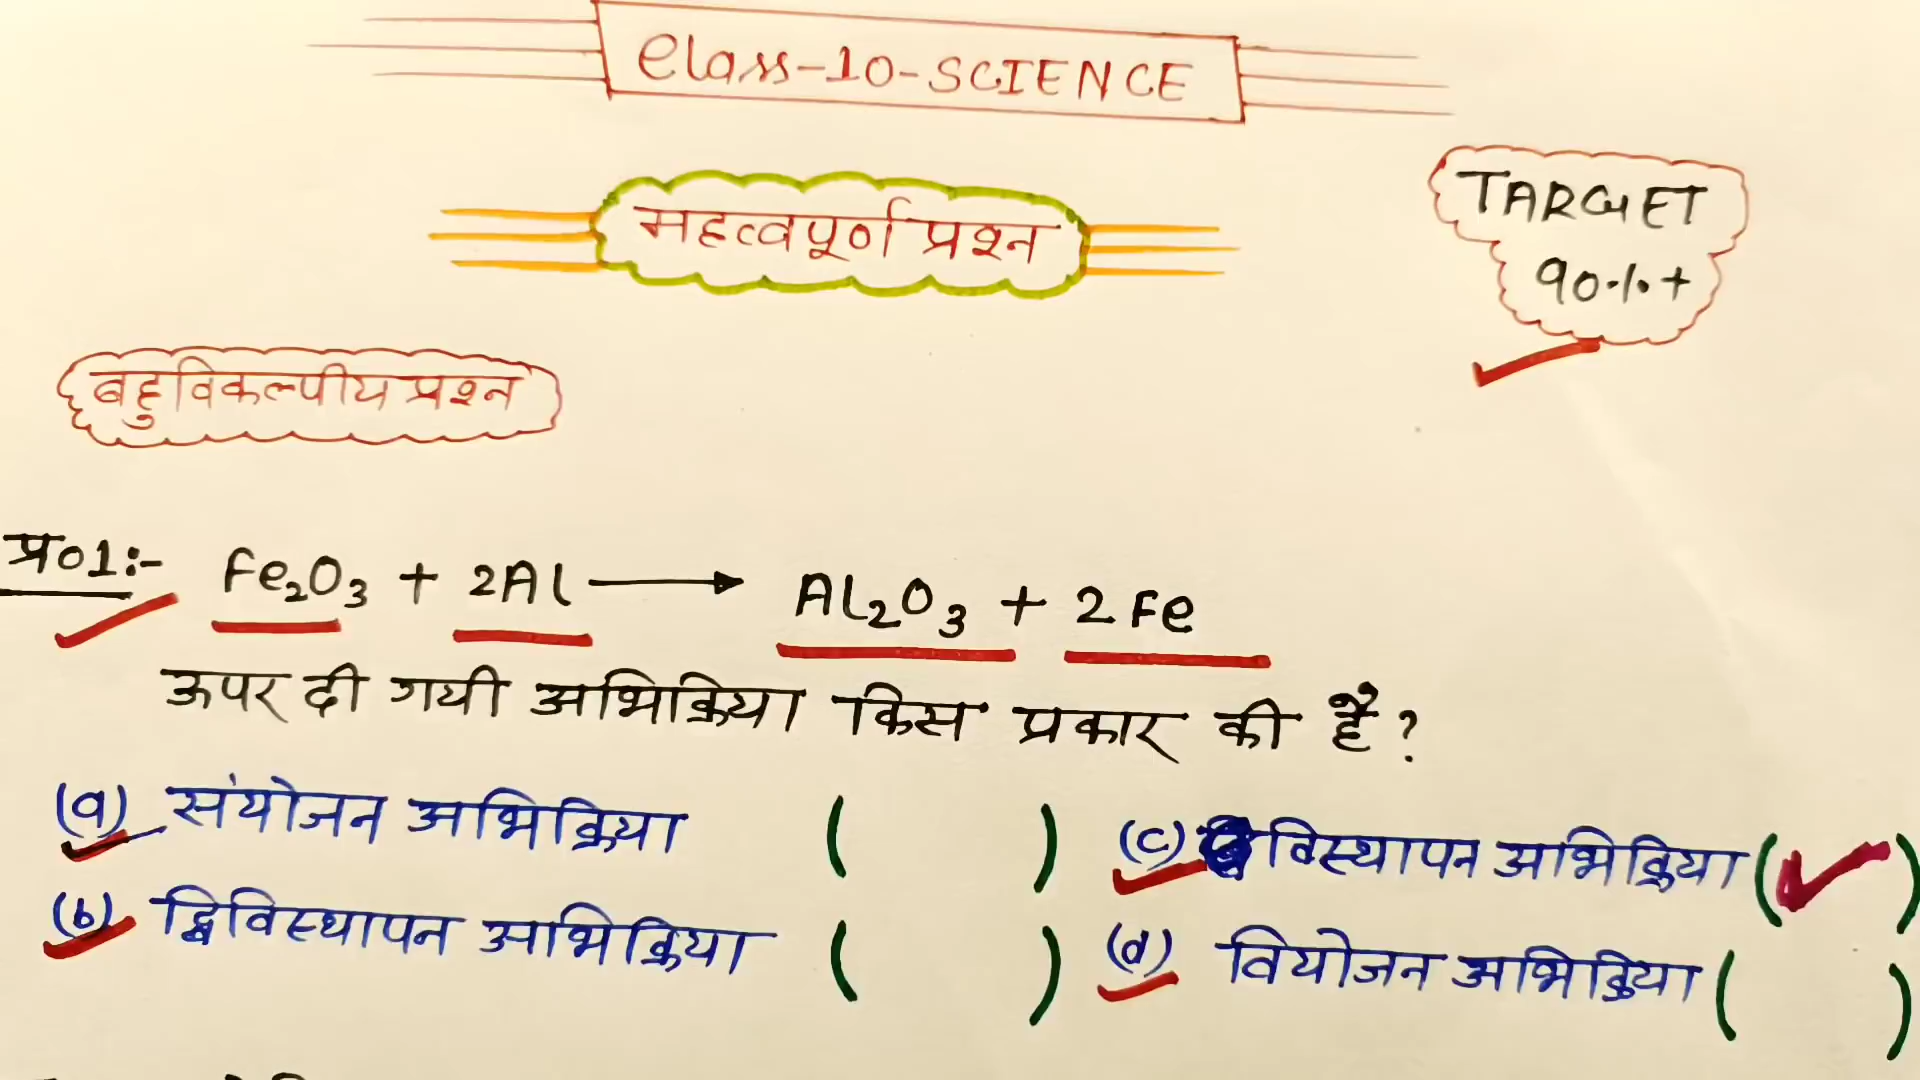 Class-10-SCIENCE
महत्वपूर्ण प्रश्न
TARGET
90%+
बहुविकल्पीय प्रश्न
प्र०1:- Fe₂O₃ + 2Al ⟶ Al₂O₃ + 2Fe
ऊपर दी गयी अभिक्रिया किस प्रकार की है?
(a) संयोजन अभिक्रिया ( ) (c) विस्थापन अभिक्रिया (✓)
(b) द्विविस्थापन अभिक्रिया ( ) (d) वियोजन अभिक्रिया ( )